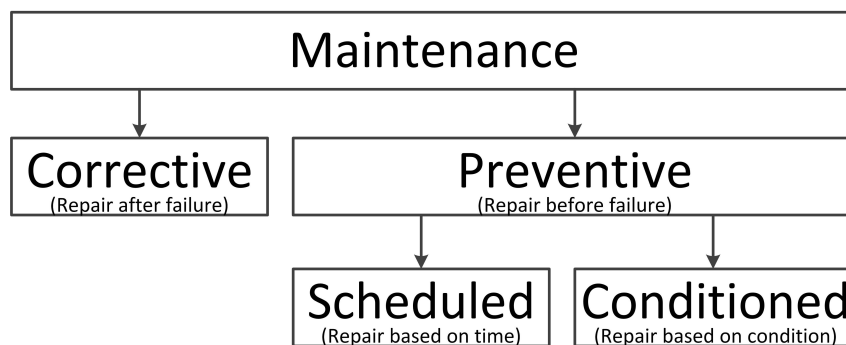 Maintenance
Corrective
(Repair after failure)
Preventive
(Repair before failure)
Scheduled
(Repair based on time)
Conditioned
(Repair based on condition)